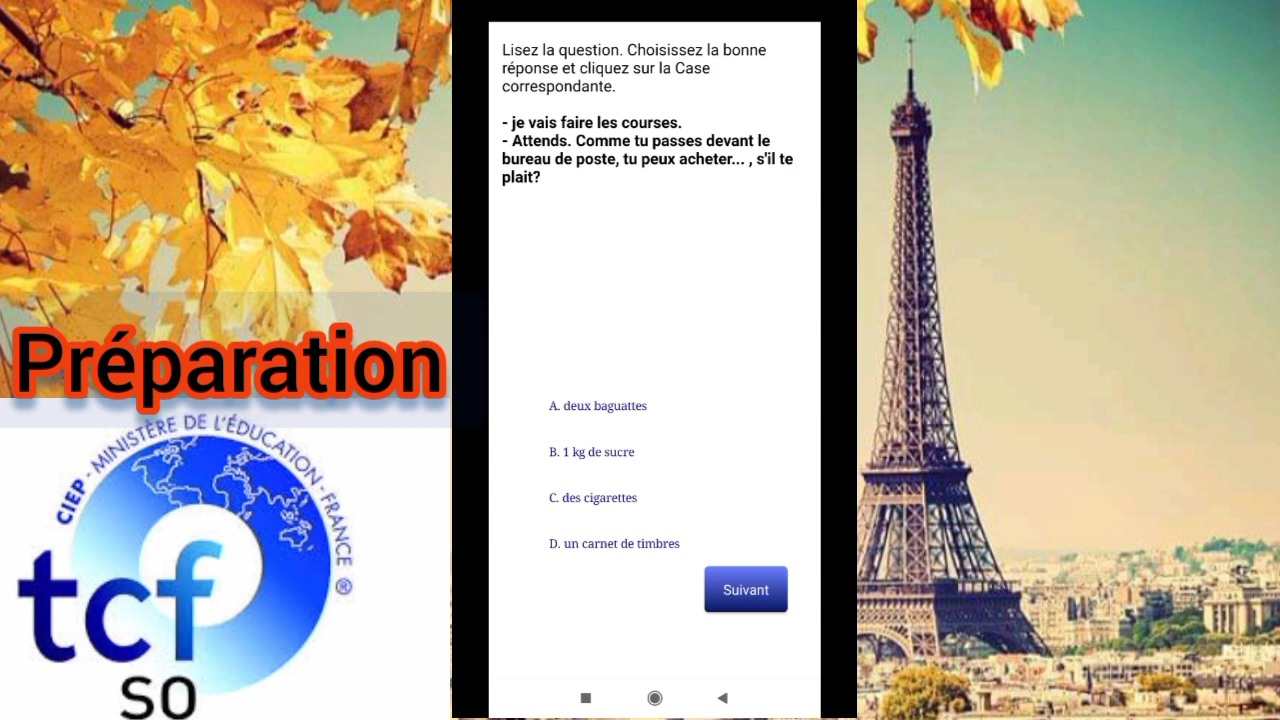 Lisez la question. Choisissez la bonne
réponse et cliquez sur la Case
correspondante.
- je vais faire les courses.
- Attends. Comme tu passes devant le
bureau de poste, tu peux acheter... , s'il te
plait?
A. deux baguattes
B. 1 kg de sucre
C. des cigarettes
D. un carnet de timbres
Suivant
Préparation
CIEP - MINISTÈRE DE L'ÉDUCATION - FRANCE ®
tcf
so